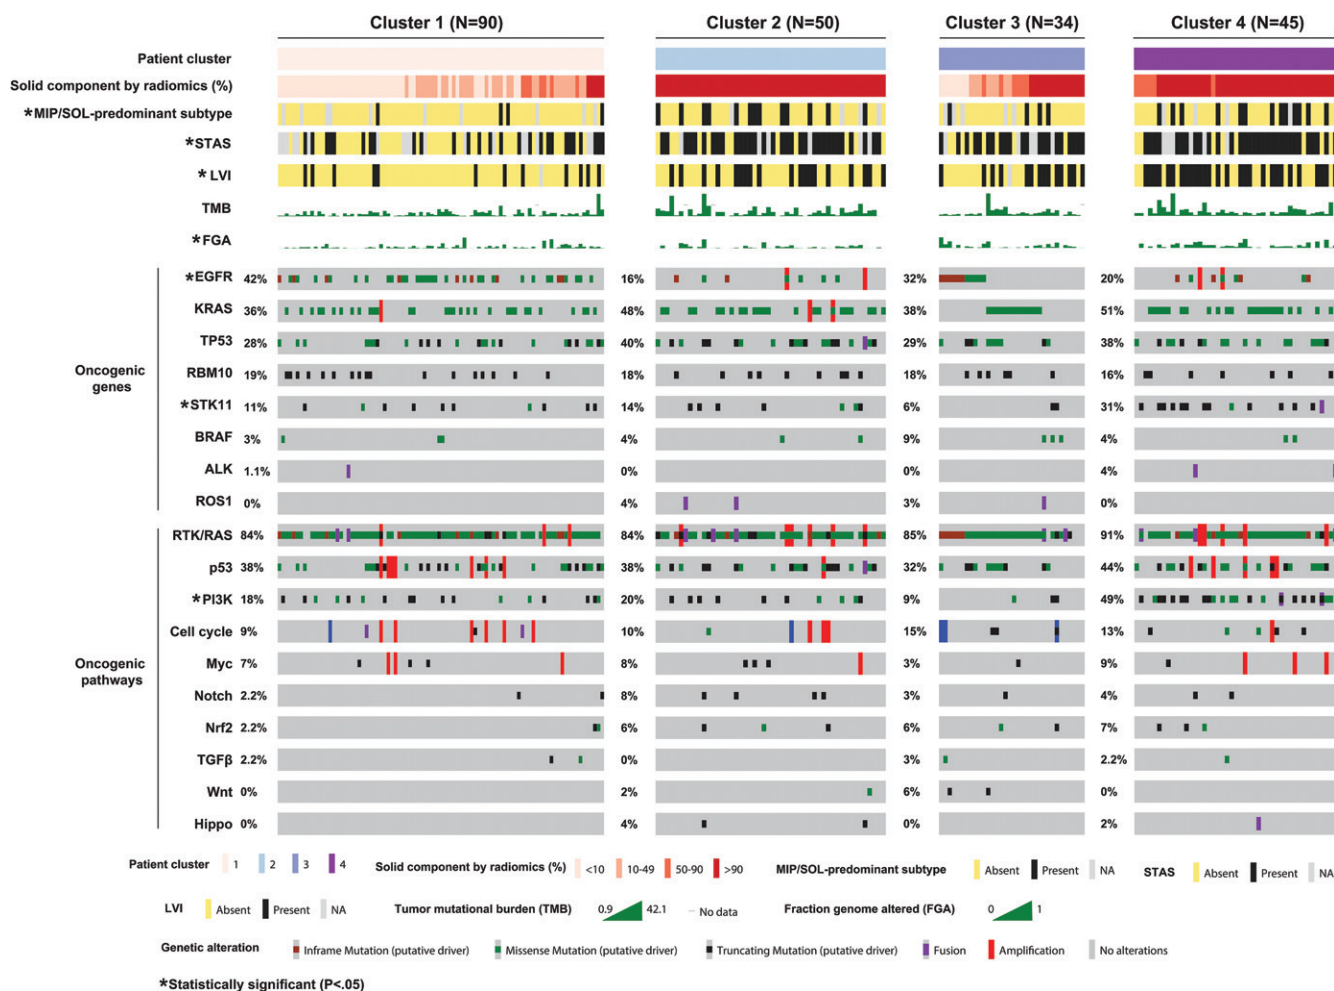 Cluster 1 (N=90) Cluster 2 (N=50) Cluster 3 (N=34) Cluster 4 (N=45)
Patient cluster
Solid component by radiomics (%)
*MIP/SOL-predominant subtype
*STAS
*LVI
TMB
*FGA
*EGFR 42% 16% 32% 20%
KRAS 36% 48% 38% 51%
TP53 28% 40% 29% 38%
Oncogenic genes
RBM10 19% 18% 18% 16%
*STK11 11% 14% 6% 31%
BRAF 3% 4% 9% 4%
ALK 1.1% 0% 0% 4%
ROS1 0% 4% 3% 0%
RTK/RAS 84% 84% 85% 91%
p53 38% 38% 32% 44%
*PI3K 18% 20% 9% 49%
Cell cycle 9% 10% 15% 13%
Oncogenic pathways
Myc 7% 8% 3% 9%
Notch 2.2% 8% 3% 4%
Nrf2 2.2% 6% 6% 7%
TGFβ 2.2% 0% 3% 2.2%
Wnt 0% 2% 6% 0%
Hippo 0% 4% 0% 2%
Patient cluster 1 2 3 4 Solid component by radiomics (%) <10 10-49 50-90 >90 MIP/SOL-predominant subtype Absent Present NA STAS Absent Present NA
LVI Absent Present NA Tumor mutational burden (TMB) 0.9 42.1 No data Fraction genome altered (FGA) 0 1
Genetic alteration Inframe Mutation (putative driver) Missense Mutation (putative driver) Truncating Mutation (putative driver) Fusion Amplification No alterations
*Statistically significant (P<.05)